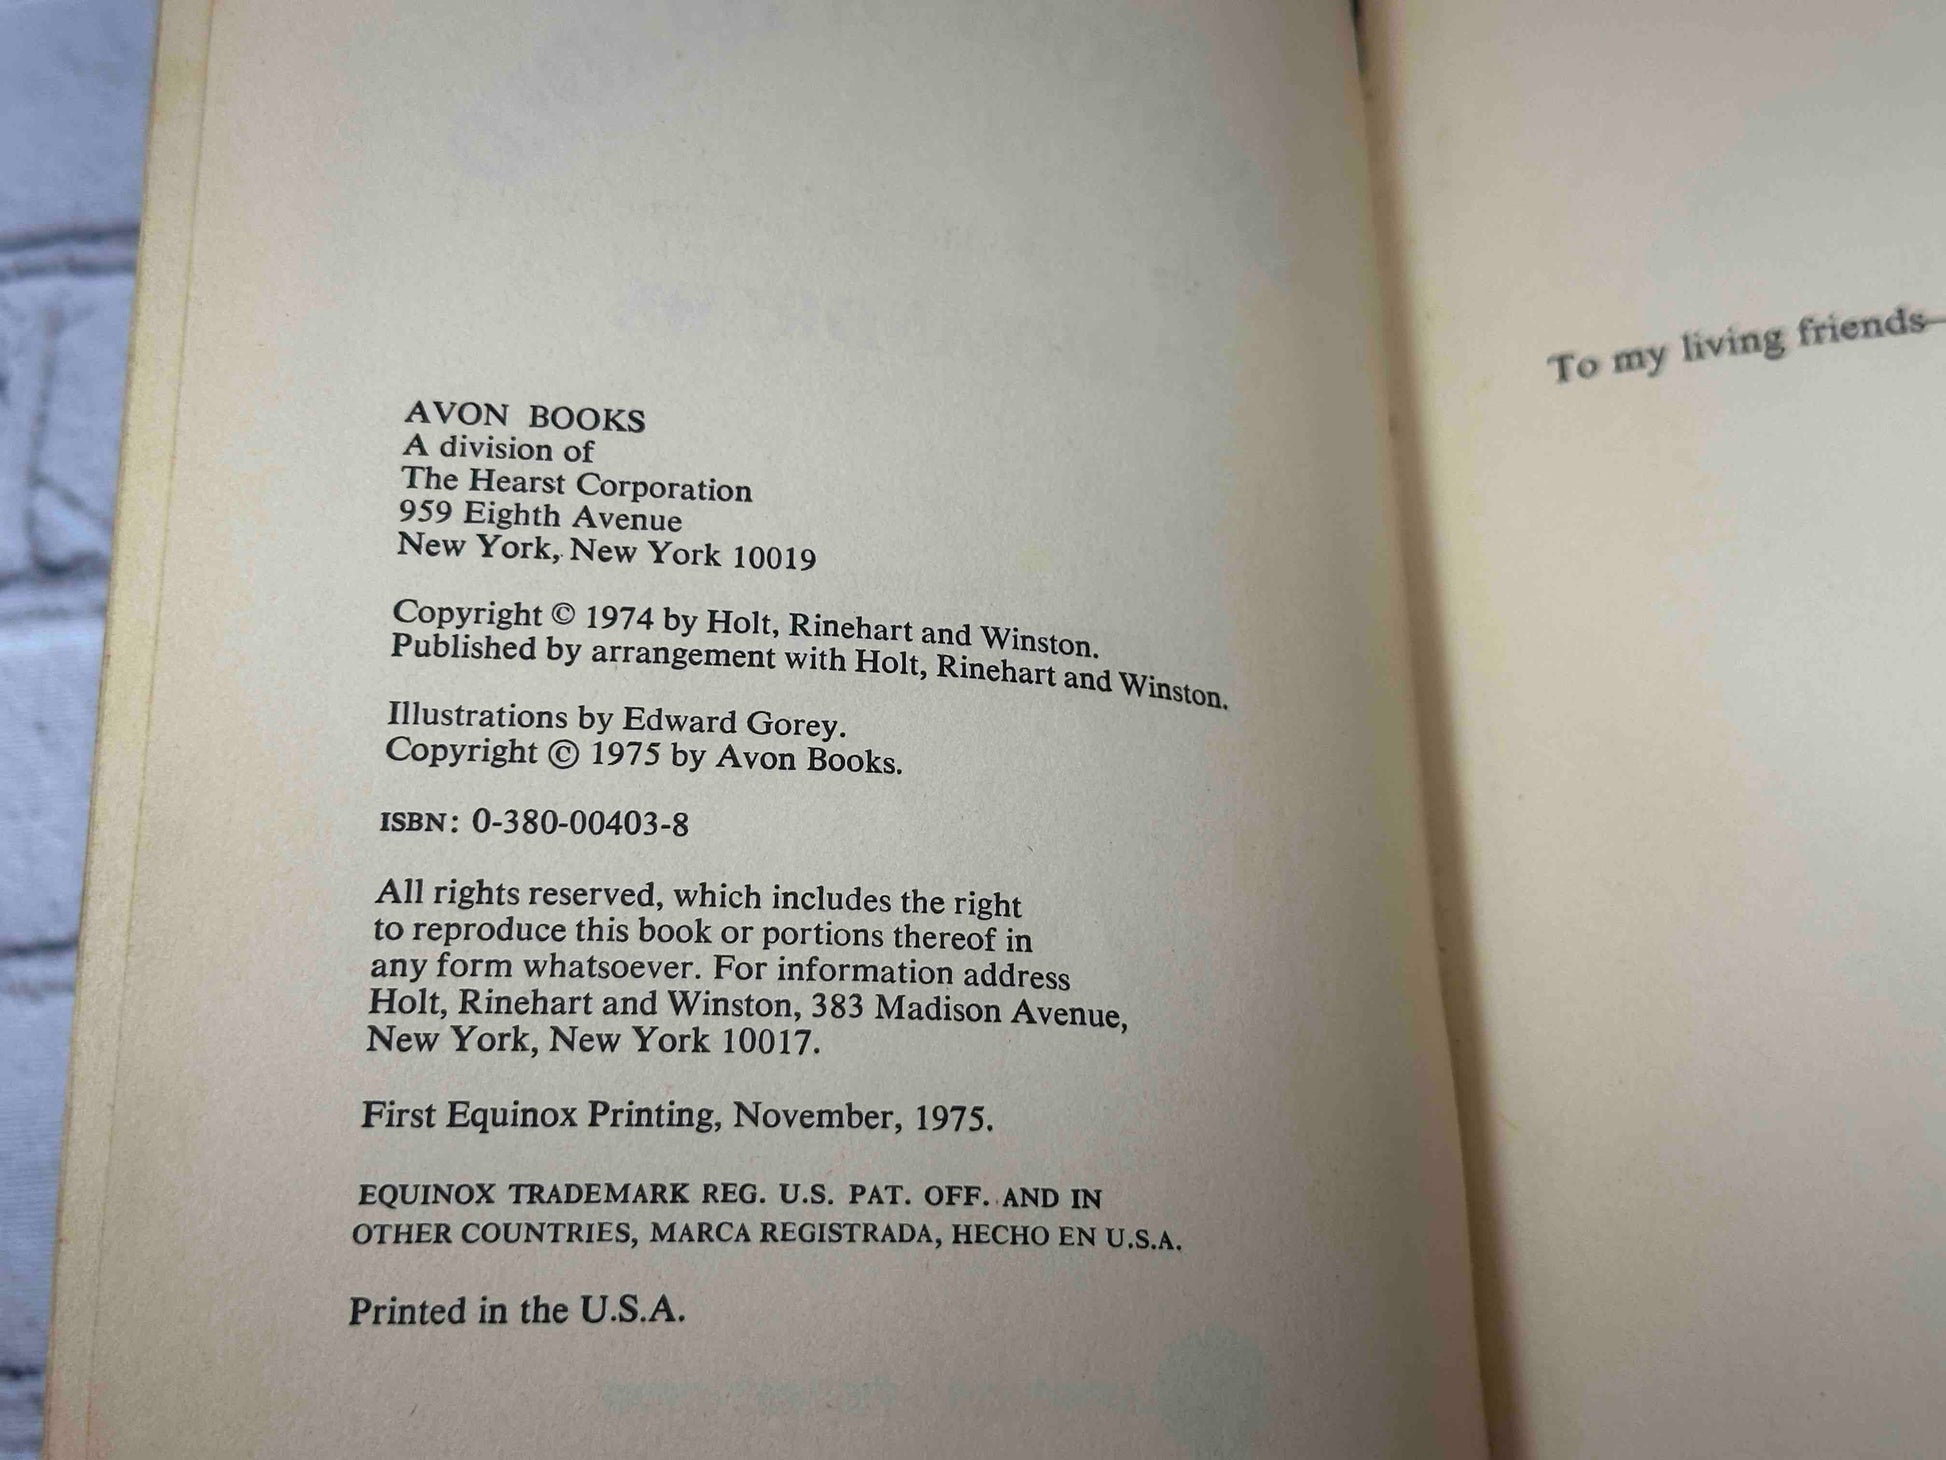 AVON BOOKS
A division of
The Hearst Corporation
959 Eighth Avenue
New York, New York 10019
Copyright © 1974 by Holt, Rinehart and Winston.
Published by arrangement with Holt, Rinehart and Winston.
Illustrations by Edward Gorey.
Copyright © 1975 by Avon Books.
ISBN: 0-380-00403-8
All rights reserved, which includes the right
to reproduce this book or portions thereof in
any form whatsoever. For information address
Holt, Rinehart and Winston, 383 Madison Avenue,
New York, New York 10017.
First Equinox Printing, November, 1975.
EQUINOX TRADEMARK REG. U.S. PAT. OFF. AND IN
OTHER COUNTRIES, MARCA REGISTRADA, HECHO EN U.S.A.
Printed in the U.S.A.
To my living friends—